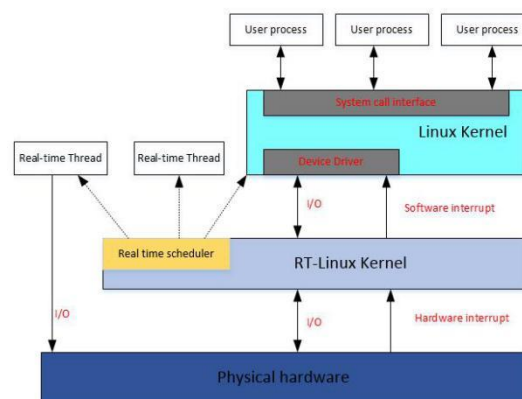 User process
User process
User process
System call interface
Linux Kernel
Real-time Thread
Real-time Thread
Device Driver
I/O
Software interrupt
Real time scheduler
RT-Linux Kernel
I/O
I/O
Hardware interrupt
Physical hardware